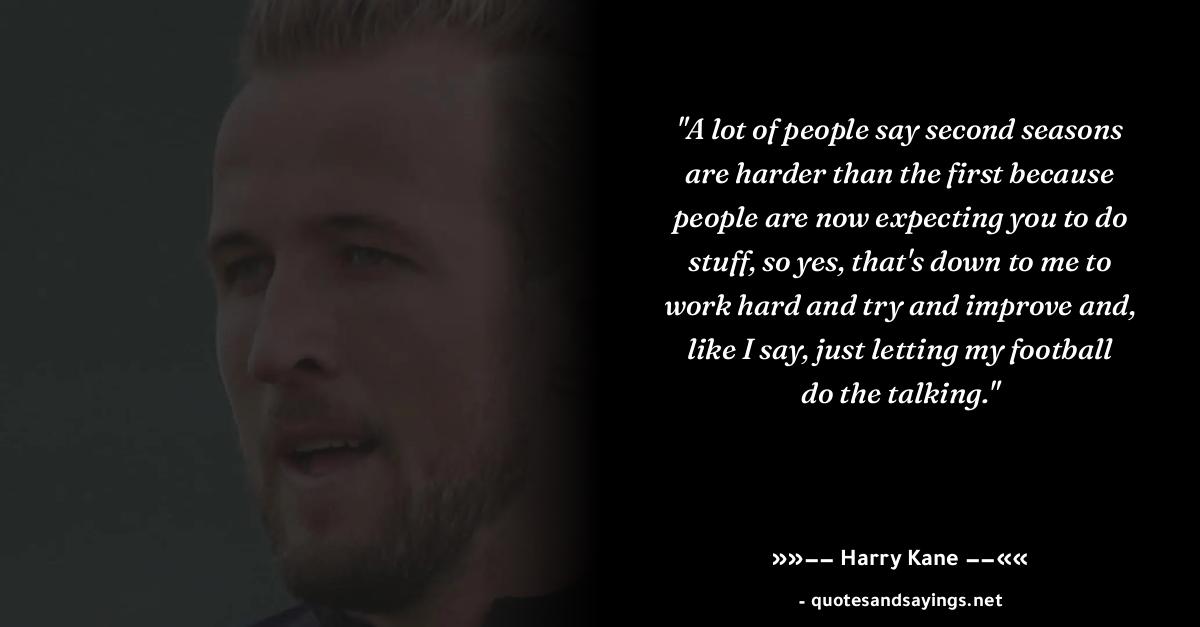 "A lot of people say second seasons
are harder than the first because
people are now expecting you to do
stuff, so yes, that's down to me to
work hard and try and improve and,
like I say, just letting my football
do the talking."
»»−− Harry Kane −−««
- quotesandsayings.net